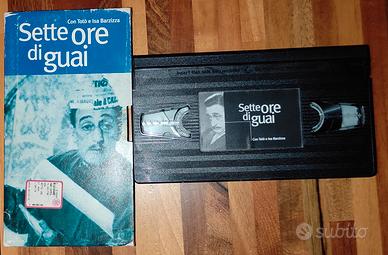 Con Totò e Isa Barzizza
Sette ore
di guai
Sette
ore
di
guai
Con Totò e Isa Barzizza
subito